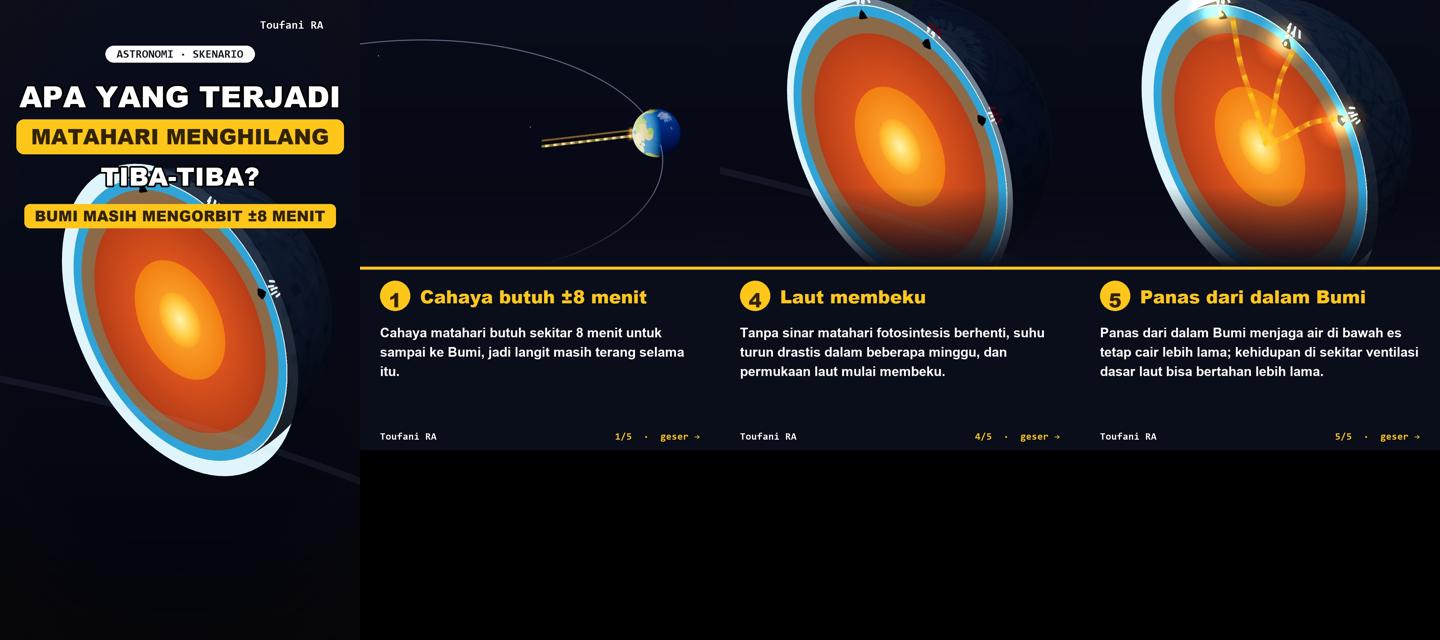 Toufani RA
ASTRONOMI · SKENARIO
APA YANG TERJADI
MATAHARI MENGHILANG
TIBA-TIBA?
BUMI MASIH MENGORBIT ±8 MENIT
1 Cahaya butuh ±8 menit
Cahaya matahari butuh sekitar 8 menit untuk
sampai ke Bumi, jadi langit masih terang selama
itu.
Toufani RA 1/5 · geser →
4 Laut membeku
Tanpa sinar matahari fotosintesis berhenti, suhu
turun drastis dalam beberapa minggu, dan
permukaan laut mulai membeku.
Toufani RA 4/5 · geser →
5 Panas dari dalam Bumi
Panas dari dalam Bumi menjaga air di bawah es
tetap cair lebih lama; kehidupan di sekitar ventilasi
dasar laut bisa bertahan lebih lama.
Toufani RA 5/5 · geser →